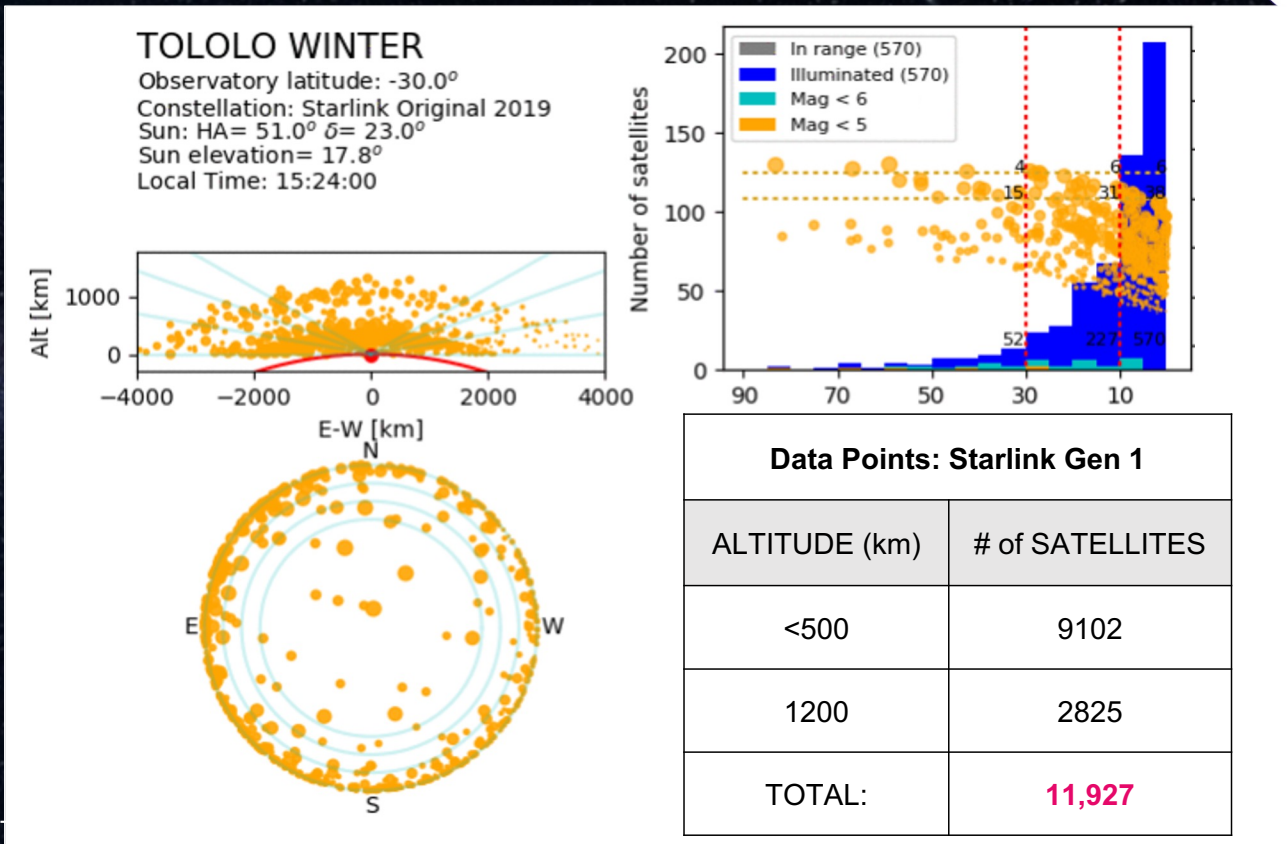 TOLOLO WINTER
Observatory latitude: -30.0°
Constellation: Starlink Original 2019
Sun: HA= 51.0° δ= 23.0°
Sun elevation= 17.8°
Local Time: 15:24:00
Alt [km]
1000
0
−4000 −2000 0 2000 4000
E-W [km]
N
E
W
S
Number of satellites
200
150
100
50
0
In range (570)
Illuminated (570)
Mag < 6
Mag < 5
4 6 6
15 31 38
52 227 570
90 70 50 30 10
Data Points: Starlink Gen 1
ALTITUDE (km) # of SATELLITES
<500 9102
1200 2825
TOTAL: 11,927